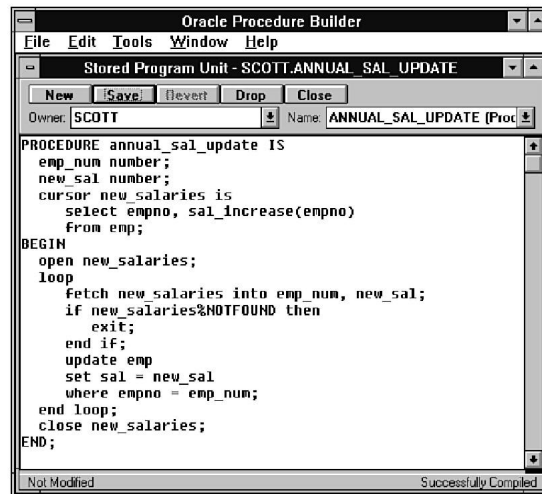 Oracle Procedure Builder
File Edit Tools Window Help
Stored Program Unit - SCOTT.ANNUAL_SAL_UPDATE
New Save Revert Drop Close
Owner: SCOTT Name: ANNUAL_SAL_UPDATE (Proc
PROCEDURE annual_sal_update IS
emp_num number;
new_sal number;
cursor new_salaries is
select empno, sal_increase(empno)
from emp;
BEGIN
open new_salaries;
loop
fetch new_salaries into emp_num, new_sal;
if new_salaries%NOTFOUND then
exit;
end if;
update emp
set sal = new_sal
where empno = emp_num;
end loop;
close new_salaries;
END;
Not Modified Successfully Compiled